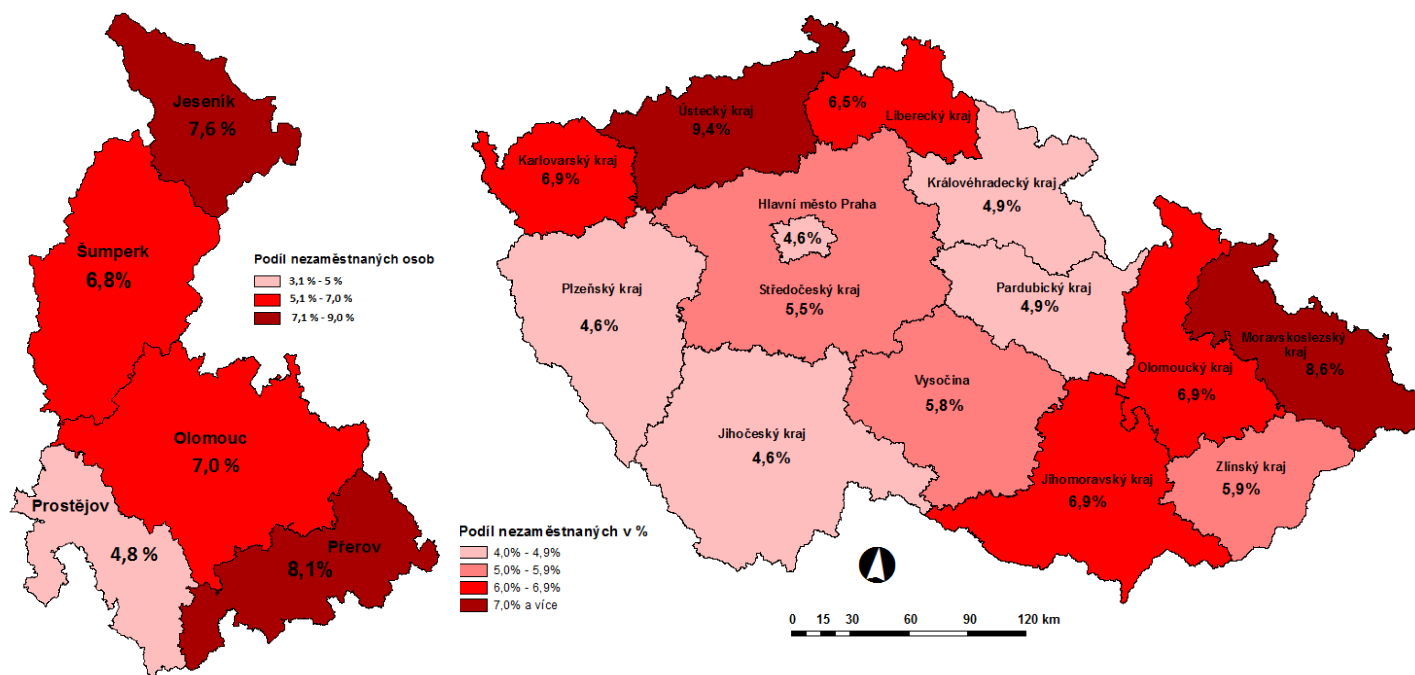 Jeseník
7,6 %
Šumperk
6,8%
Olomouc
7,0 %
Prostějov
4,8 %
Přerov
8,1%
Podíl nezaměstnaných osob
3,1 % - 5 %
5,1 % - 7,0 %
7,1 % - 9,0 %
Ústecký kraj
9,4%
6,5%
Liberecký kraj
Karlovarský kraj
6,9%
Královéhradecký kraj
4,9%
Hlavní město Praha
4,6%
Plzeňský kraj
4,6%
Středočeský kraj
5,5%
Pardubický kraj
4,9%
Moravskoslezský
kraj
8,6%
Olomoucký kraj
6,9%
Vysočina
5,8%
Jihočeský kraj
4,6%
Jihomoravský kraj
6,9%
Zlínský kraj
5,9%
Podíl nezaměstnaných v %
4,0% - 4,9%
5,0% - 5,9%
6,0% - 6,9%
7,0% a více
0 15 30 60 90 120 km